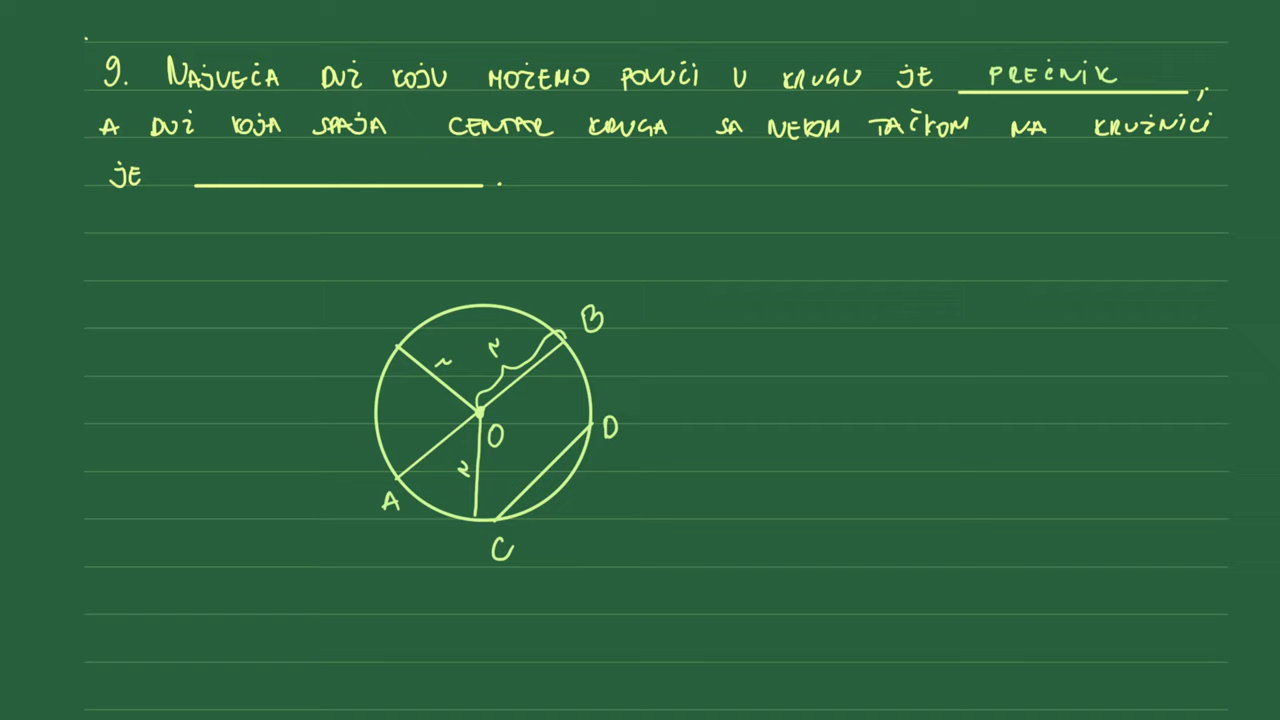 9. NAJVEĆA DUŽ KOJU MOŽEMO POVUĆI U KRUGU JE PREČNIK,
A DUŽ KOJA SPAJA CENTAR KRUGA SA NEKOM TAČKOM NA KRUŽNICI
JE ____________.
B
r
r
D
O
r
A
C